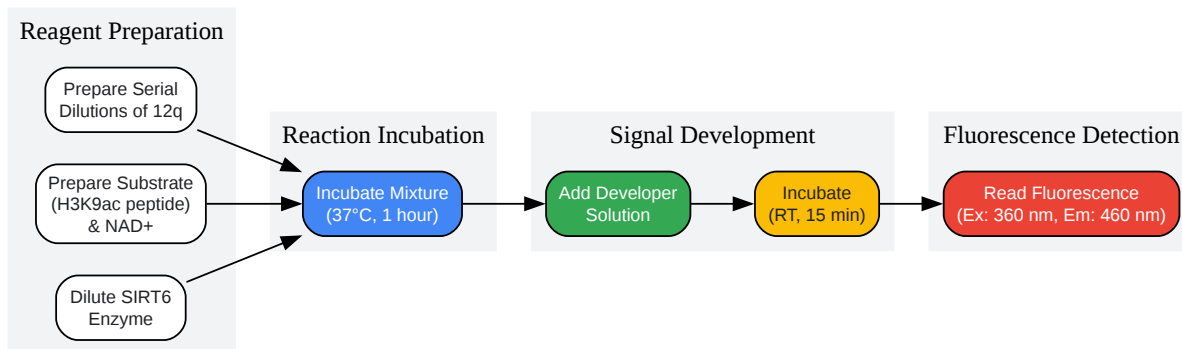 Reagent Preparation
Prepare Serial
Dilutions of 12q
Prepare Substrate
(H3K9ac peptide)
& NAD+
Dilute SIRT6
Enzyme
Reaction Incubation
Incubate Mixture
(37°C, 1 hour)
Signal Development
Add Developer
Solution
Incubate
(RT, 15 min)
Fluorescence Detection
Read Fluorescence
(Ex: 360 nm, Em: 460 nm)